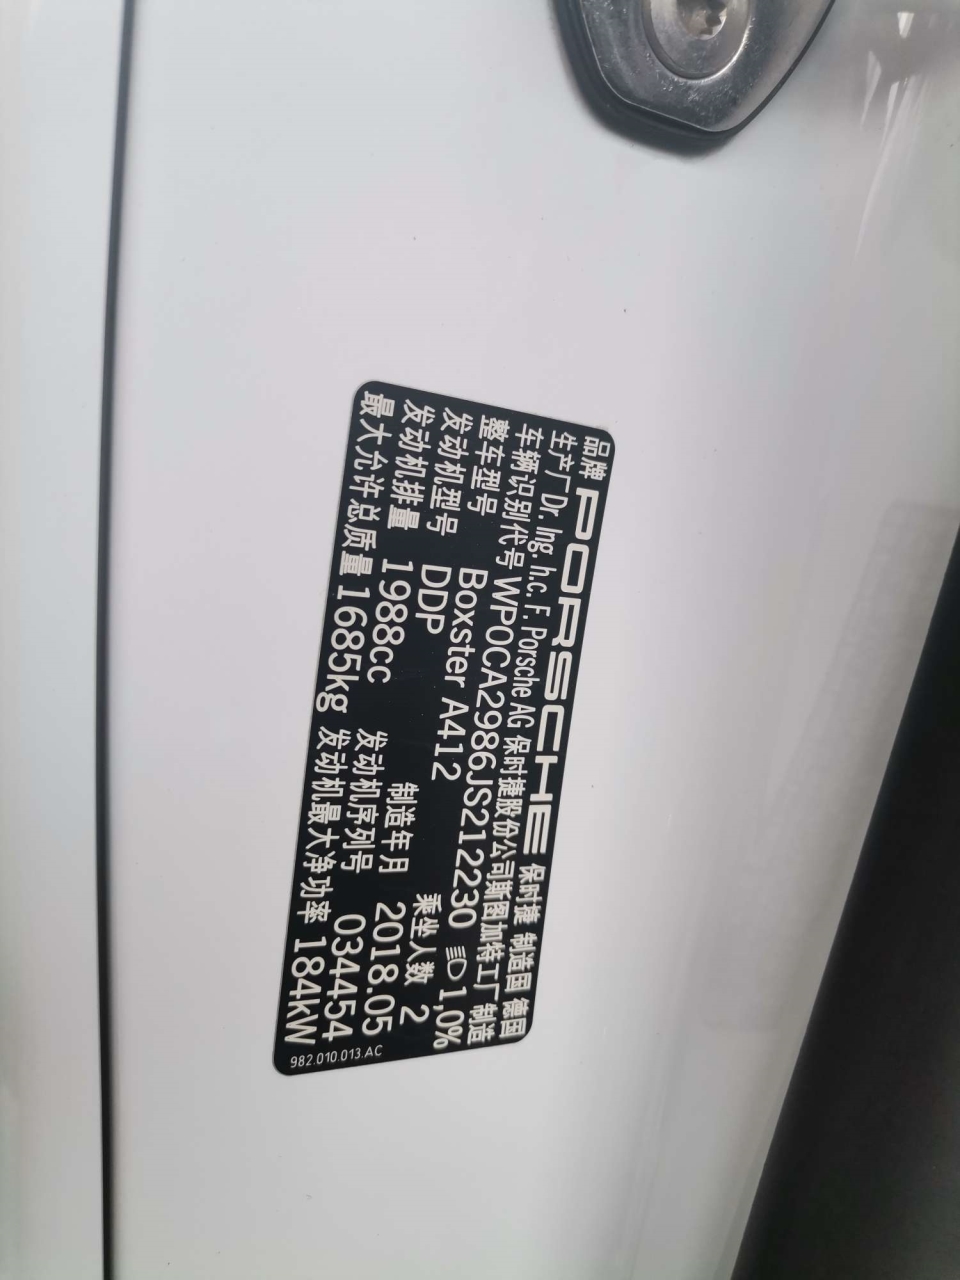 品牌 PORSCHE 保时捷 制造国 德国
生产厂 Dr. Ing. h.c. F. Porsche AG 保时捷股份公司斯图加特工厂 制造
车辆识别代号 WP0CA2986JS212230 1,0%
整车型号 Boxster A412 乘坐人数 2
发动机型号 DDP 制造年月 2018.05
发动机排量 1988cc 发动机序列号 034454
最大允许总质量 1685kg 发动机最大净功率 184kW
982.010.013.AC